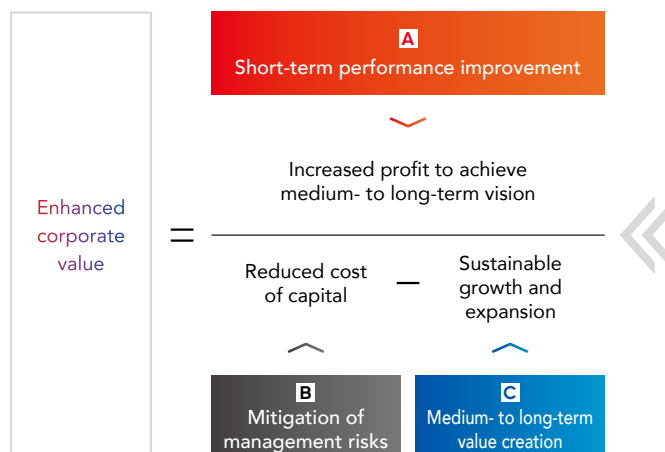 A
Short-term performance improvement
Increased profit to achieve
medium- to long-term vision
Enhanced
corporate
value
=
Reduced cost
of capital
—
Sustainable
growth and
expansion
B
Mitigation of
management risks
C
Medium- to long-term
value creation